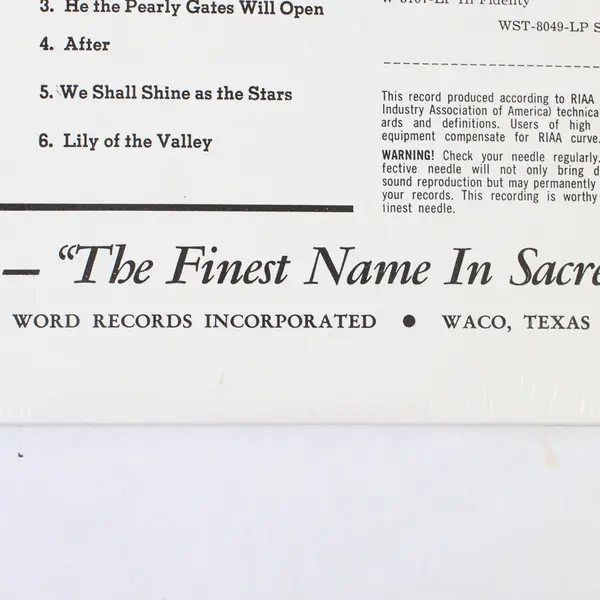 3. He the Pearly Gates Will Open
4. After
5. We Shall Shine as the Stars
6. Lily of the Valley
In Fidelity
WST-8049-LP S
This record produced according to RIAA
Industry Association of America) technica
ards and definitions. Users of high
equipment compensate for RIAA curve.
WARNING! Check your needle regularly.
fective needle will not only bring d
sound reproduction but may permanently
your records. This recording is worthy
finest needle.
— "The Finest Name In Sacre
WORD RECORDS INCORPORATED ● WACO, TEXAS